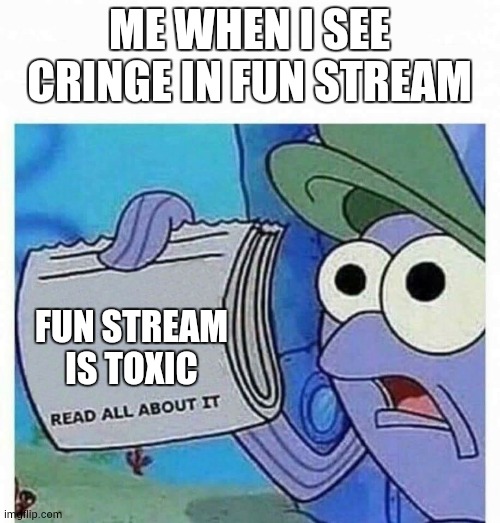 ME WHEN I SEE
CRINGE IN FUN STREAM
FUN STREAM
IS TOXIC
READ ALL ABOUT IT
imgflip.com